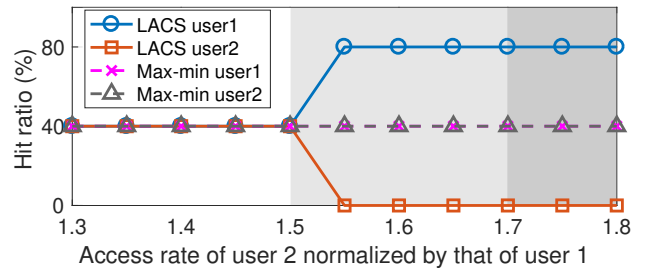 LACS user1
LACS user2
Max-min user1
Max-min user2
Hit ratio (%)
80
40
0
1.3 1.4 1.5 1.6 1.7 1.8
Access rate of user 2 normalized by that of user 1